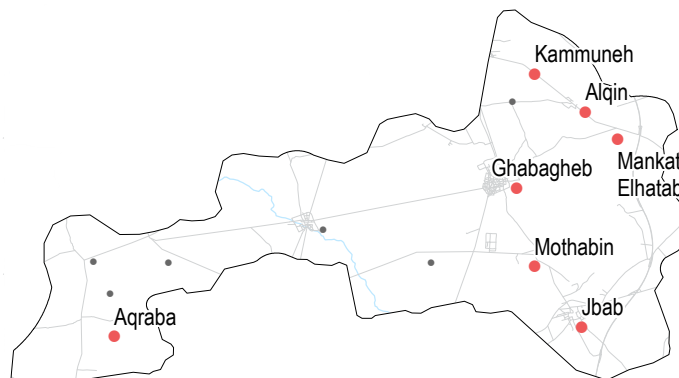 Kammuneh
Alqin
Mankat
Elhatab
Ghabagheb
Mothabin
Jbab
Aqraba